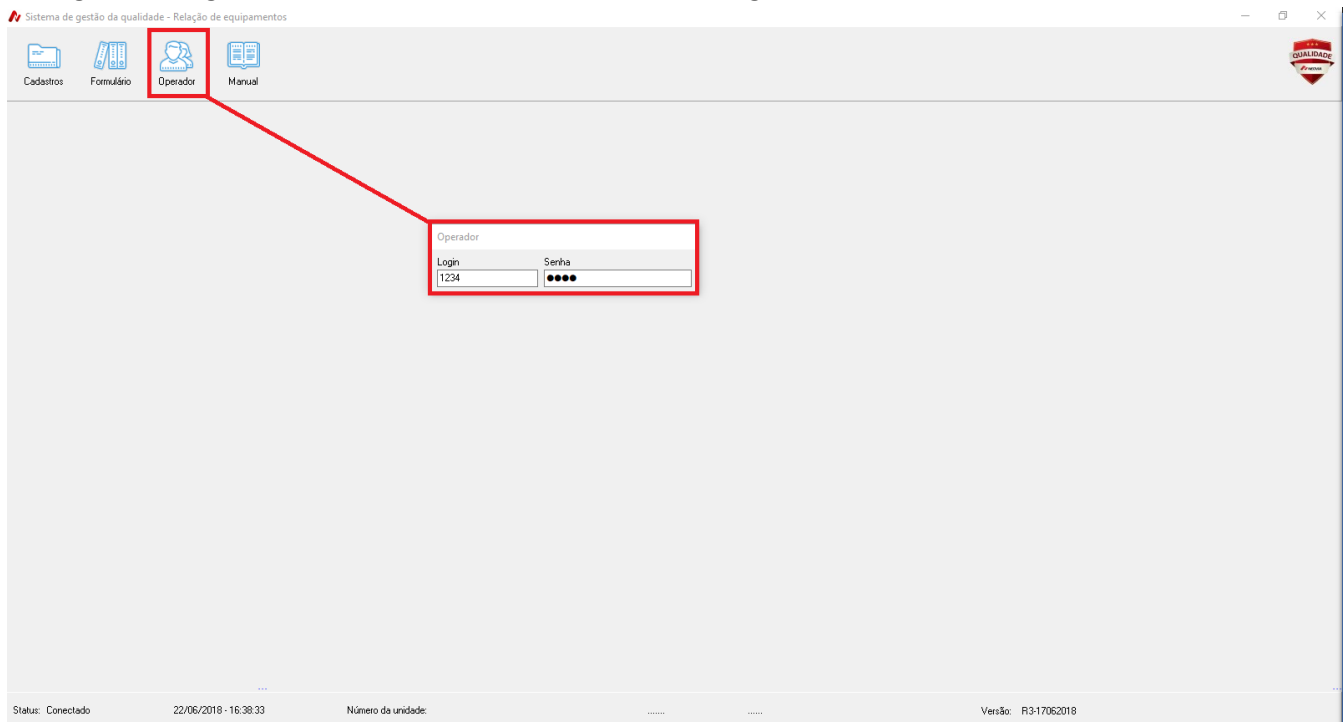 Sistema de gestão da qualidade - Relação de equipamentos
Cadastros Formulário Operador Manual
QUALIDADE
Operador
Login Senha
1234 ●●●●
...
...
Status: Conectado 22/06/2018 - 16:38:33 Número da unidade: ....... ...... Versão: R3-17062018